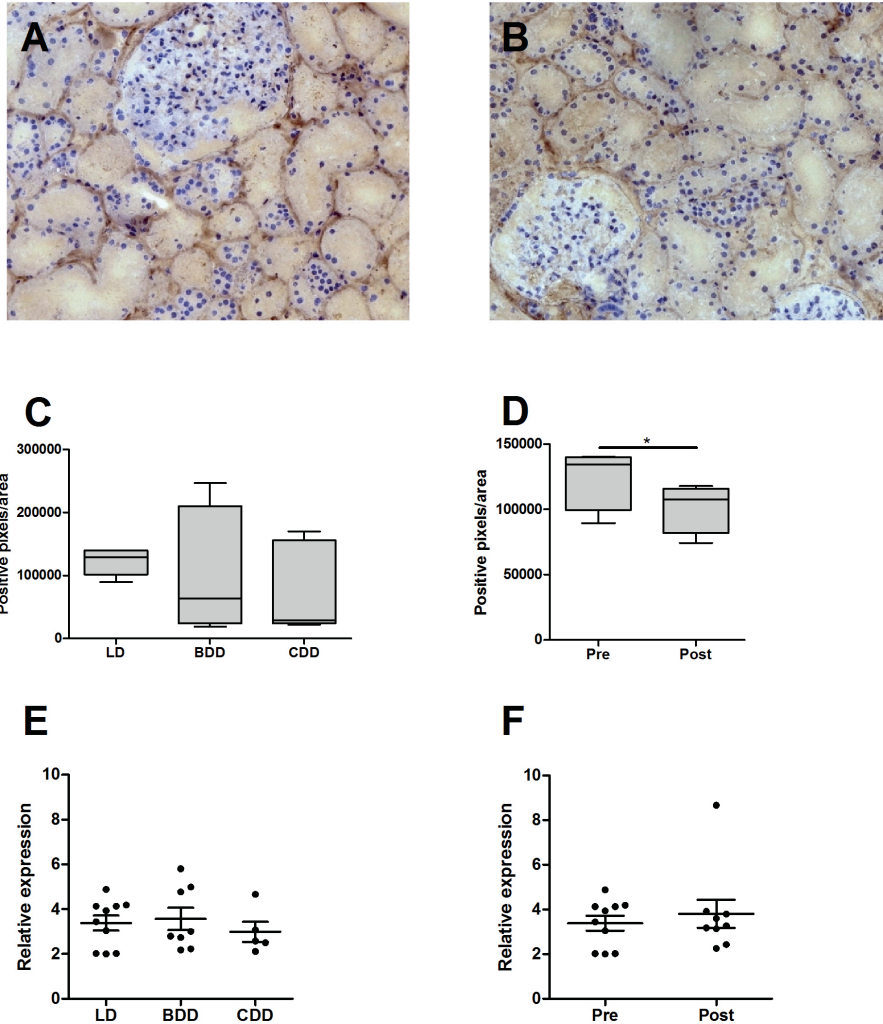 A
B
C
Positive pixels/area
300000
200000
100000
0
LD BDD CDD
D
Positive pixels/area
150000
100000
50000
0
*
Pre Post
E
Relative expression
10
8
6
4
2
0
LD BDD CDD
F
Relative expression
10
8
6
4
2
0
Pre Post